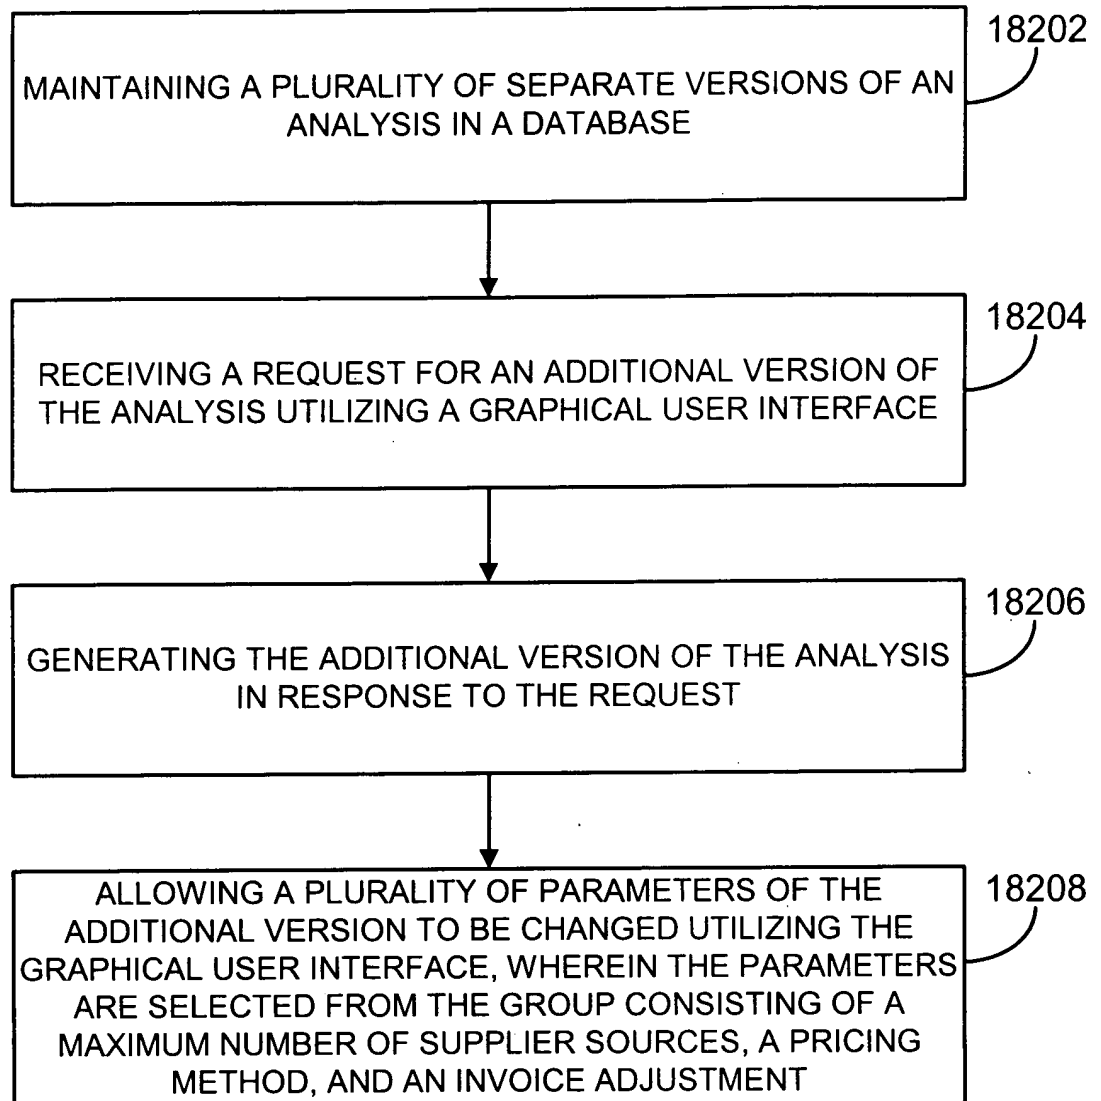 18202
MAINTAINING A PLURALITY OF SEPARATE VERSIONS OF AN
ANALYSIS IN A DATABASE
18204
RECEIVING A REQUEST FOR AN ADDITIONAL VERSION OF
THE ANALYSIS UTILIZING A GRAPHICAL USER INTERFACE
18206
GENERATING THE ADDITIONAL VERSION OF THE ANALYSIS
IN RESPONSE TO THE REQUEST
18208
ALLOWING A PLURALITY OF PARAMETERS OF THE
ADDITIONAL VERSION TO BE CHANGED UTILIZING THE
GRAPHICAL USER INTERFACE, WHEREIN THE PARAMETERS
ARE SELECTED FROM THE GROUP CONSISTING OF A
MAXIMUM NUMBER OF SUPPLIER SOURCES, A PRICING
METHOD, AND AN INVOICE ADJUSTMENT